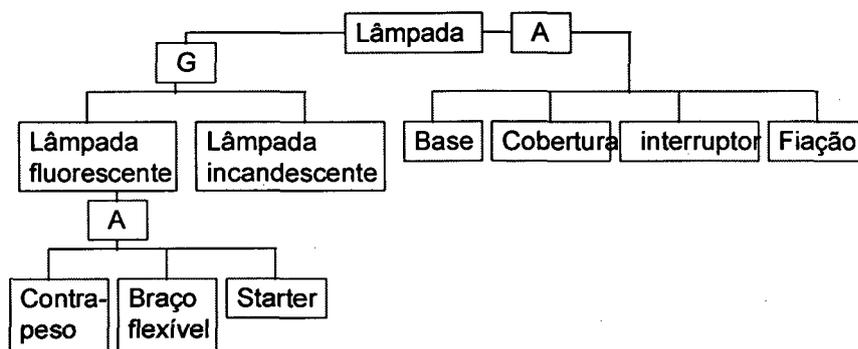 Lâmpada
A
G
Lâmpada
fluorescente
Lâmpada
incandescente
Base
Cobertura
interruptor
Fiação
A
Contra-
peso
Braço
flexível
Starter